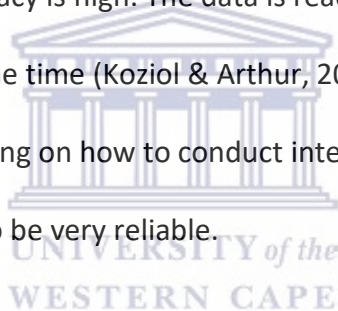 acy is high. The data is read
e time (Koziol & Arthur, 20
ing on how to conduct inte
be very reliable.
UNIVERSITY of the
WESTERN CAPE